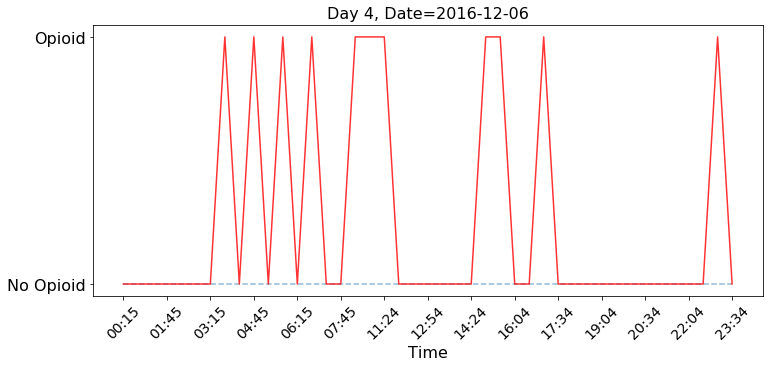 Day 4, Date=2016-12-06
Opioid
No Opioid
00:15 01:45 03:15 04:45 06:15 07:45 11:24 12:54 14:24 16:04 17:34 19:04 20:34 22:04 23:34
Time